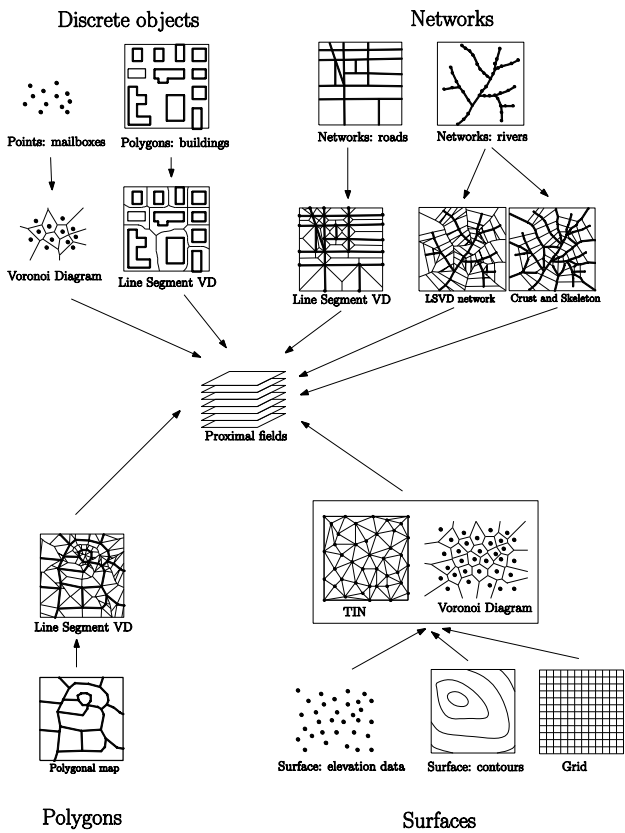 Discrete objects
Networks
Points: mailboxes
Polygons: buildings
Networks: roads
Networks: rivers
Voronoi Diagram
Line Segment VD
Line Segment VD
LSVD network
Crust and Skeleton
Proximal fields
Line Segment VD
TIN
Voronoi Diagram
Polygonal map
Surface: elevation data
Surface: contours
Grid
Polygons
Surfaces